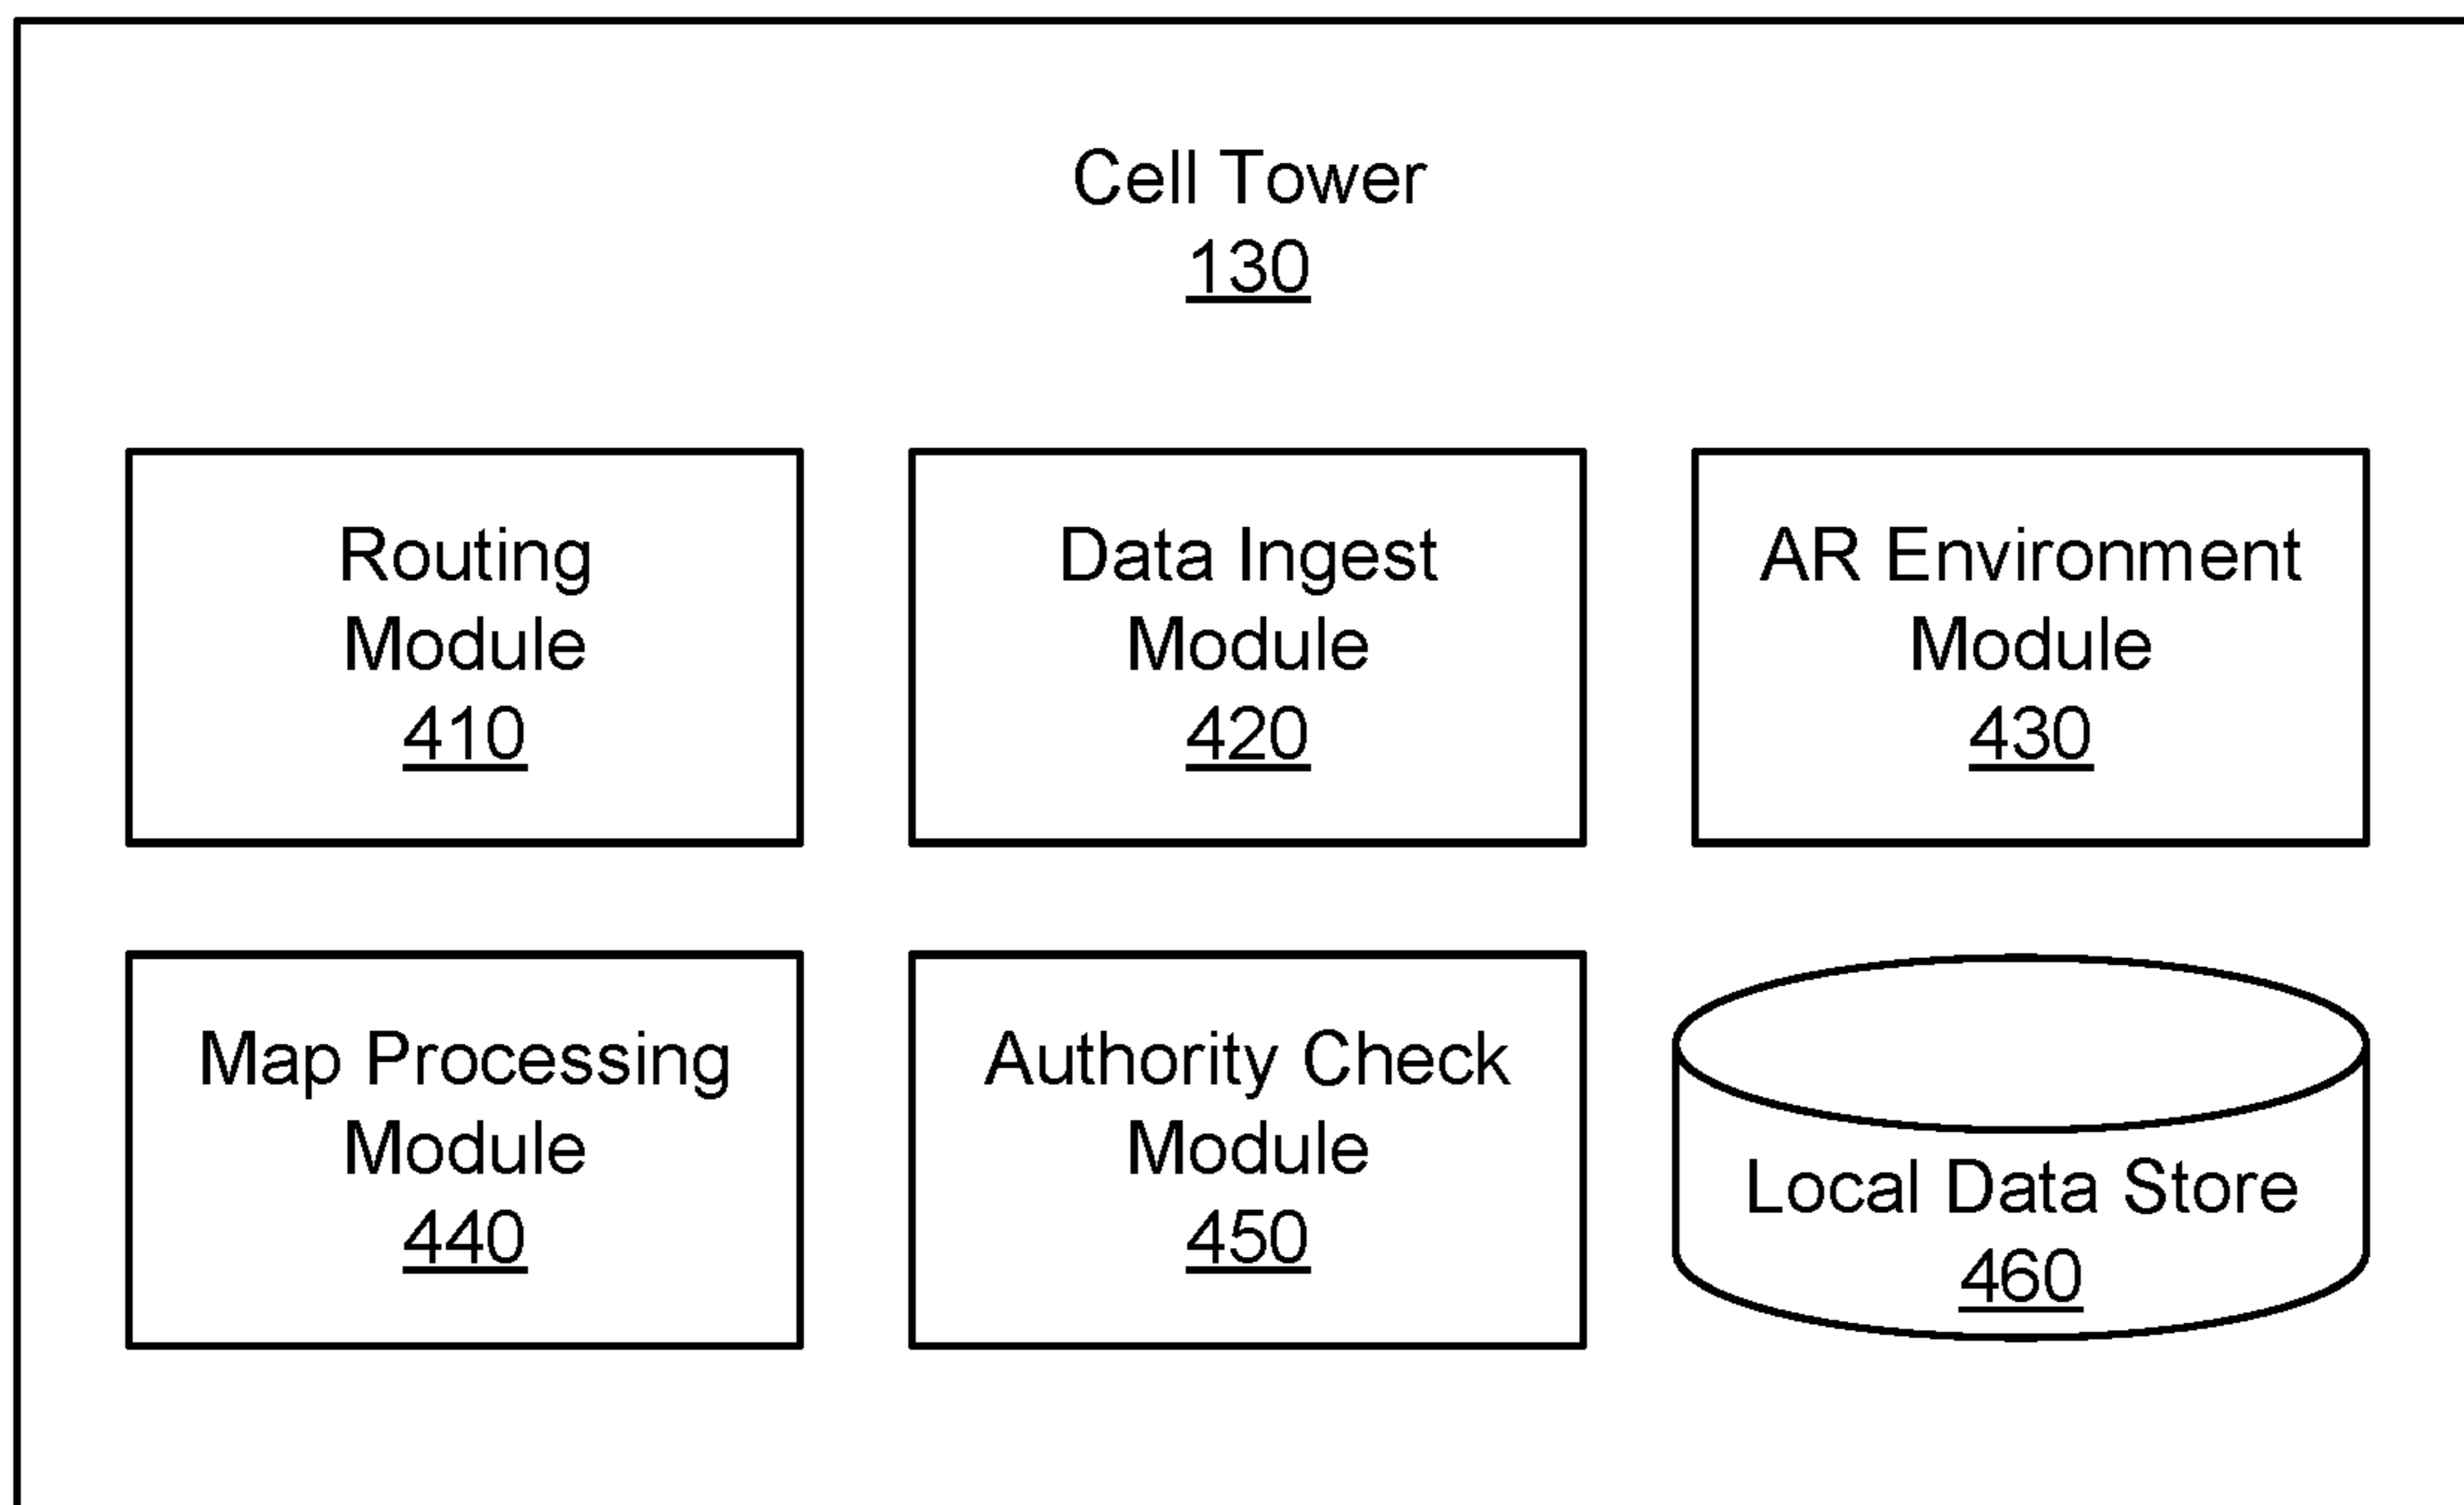 Cell Tower
130
Routing
Module
410
Data Ingest
Module
420
AR Environment
Module
430
Map Processing
Module
440
Authority Check
Module
450
Local Data Store
460